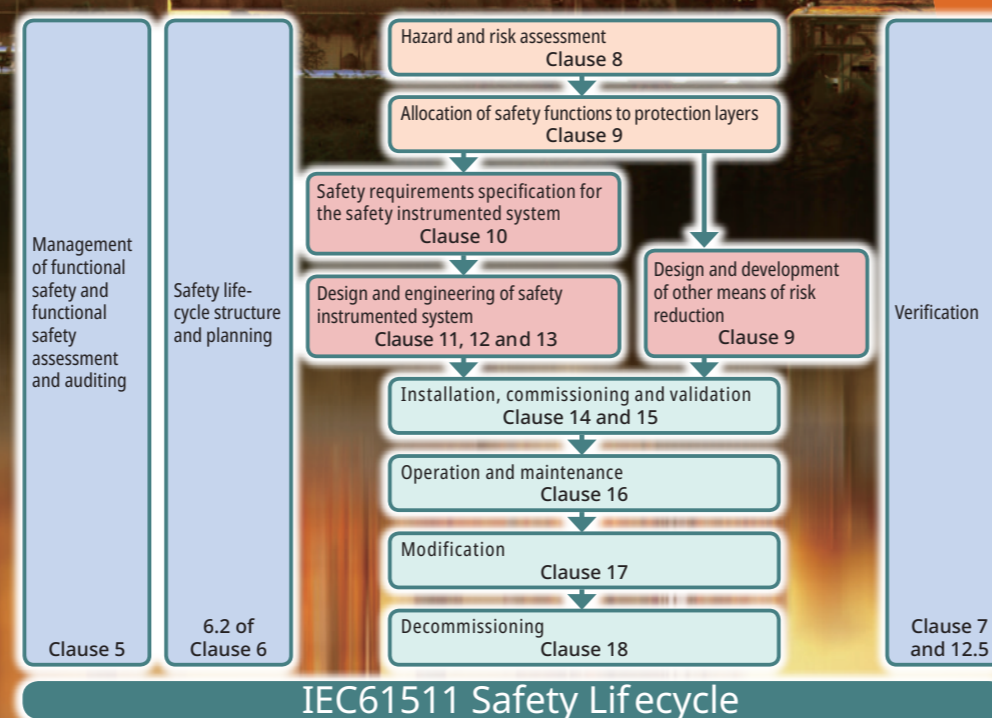 Hazard and risk assessment
Clause 8
Allocation of safety functions to protection layers
Clause 9
Safety requirements specification for
the safety instrumented system
Clause 10
Design and engineering of safety
instrumented system
Clause 11, 12 and 13
Design and development
of other means of risk
reduction
Clause 9
Installation, commissioning and validation
Clause 14 and 15
Operation and maintenance
Clause 16
Modification
Clause 17
Decommissioning
Clause 18
Management
of functional
safety and
functional
safety
assessment
and auditing
Clause 5
Safety life-
cycle structure
and planning
6.2 of
Clause 6
Verification
Clause 7
and 12.5
IEC61511 Safety Lifecycle